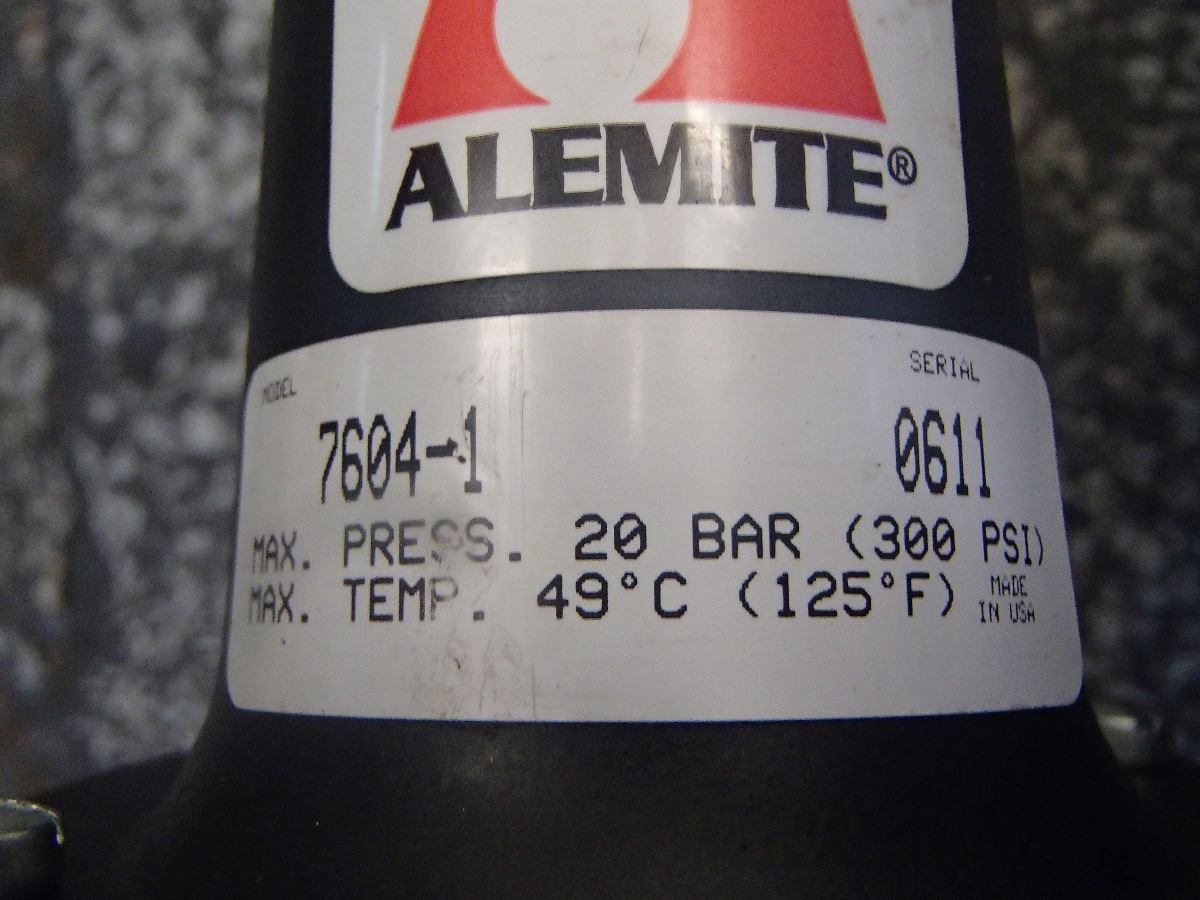 ALEMITE®
MODEL
SERIAL
7604-1
0611
MAX. PRESS. 20 BAR (300 PSI)
MAX. TEMP. 49°C (125°F)
MADE
IN USA